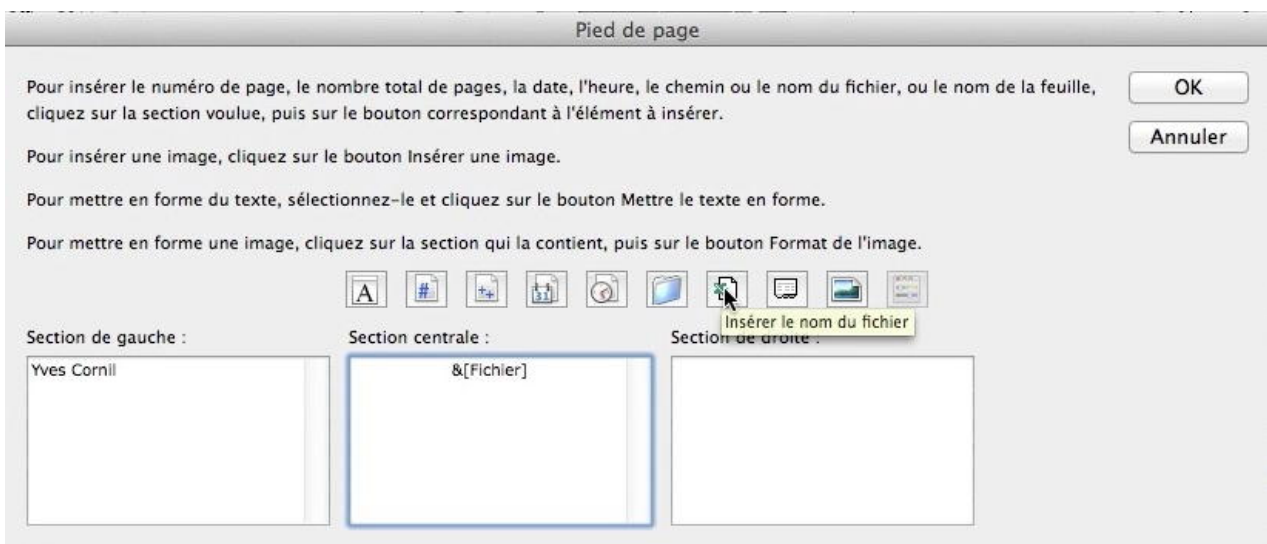 Pied de page
Pour insérer le numéro de page, le nombre total de pages, la date, l'heure, le chemin ou le nom du fichier, ou le nom de la feuille,
cliquez sur la section voulue, puis sur le bouton correspondant à l'élément à insérer.
OK
Annuler
Pour insérer une image, cliquez sur le bouton Insérer une image.
Pour mettre en forme du texte, sélectionnez-le et cliquez sur le bouton Mettre le texte en forme.
Pour mettre en forme une image, cliquez sur la section qui la contient, puis sur le bouton Format de l'image.
A # ++ 31
Insérer le nom du fichier
Section de gauche :
Section centrale :
Section de droite :
Yves Cornil
&[Fichier]